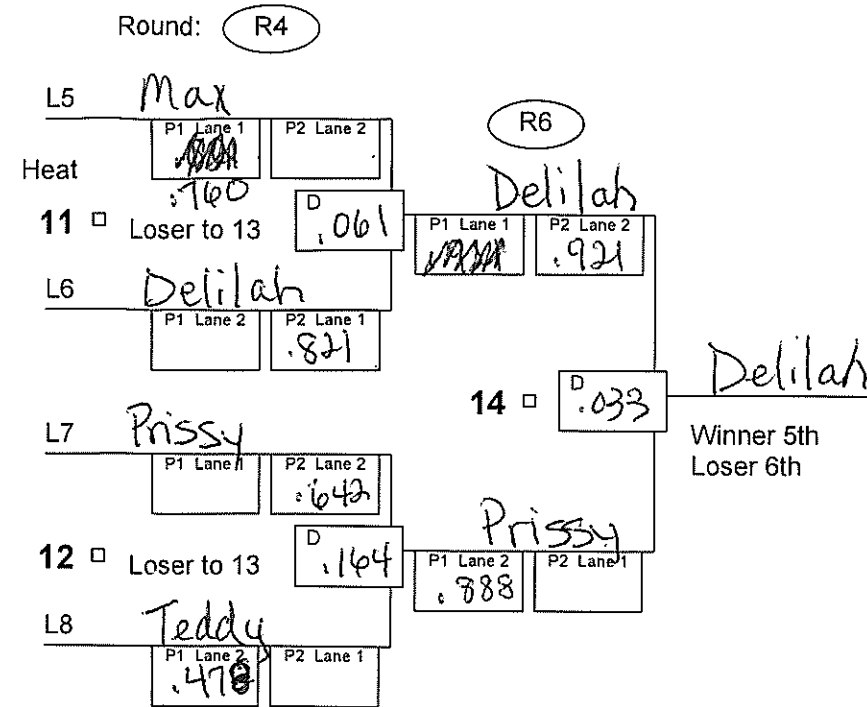 Round: R4
L5 Max
P1 Lane 1 P2 Lane 2
R6
Heat
.760
Delilah
11 Loser to 13 D .061
P1 Lane 1 P2 Lane 2
.921
L6 Delilah
P1 Lane 2 P2 Lane 1
.821
14 D .033 Delilah
L7 Prissy
Winner 5th
P1 Lane 1 P2 Lane 2
Loser 6th
.642
Prissy
12 Loser to 13 D .164
P1 Lane 2 P2 Lane 1
.888
L8 Teddy
P1 Lane 2 P2 Lane 1
.478